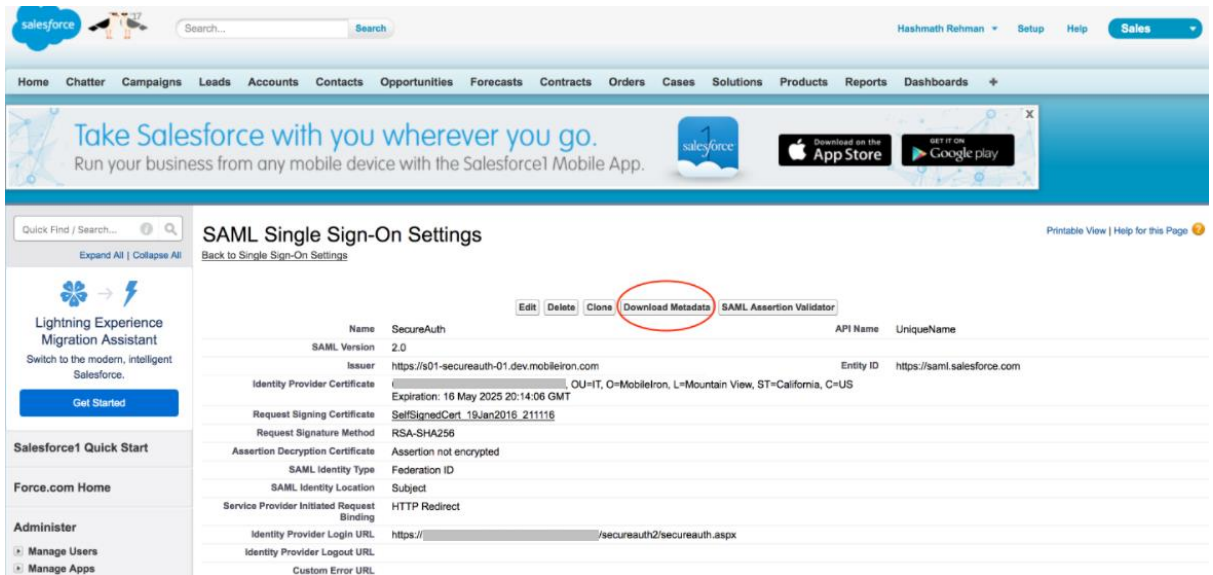 salesforce
'17
Search...
Search
Hashmath Rehman
Setup
Help
Sales
Home Chatter Campaigns Leads Accounts Contacts Opportunities Forecasts Contracts Orders Cases Solutions Products Reports Dashboards +
Take Salesforce with you wherever you go.
Run your business from any mobile device with the Salesforce1 Mobile App.
1
salesforce
Download on the
App Store
GET IT ON
Google play
X
Quick Find / Search...
Expand All | Collapse All
Lightning Experience
Migration Assistant
Switch to the modern, intelligent
Salesforce.
Get Started
Salesforce1 Quick Start
Force.com Home
Administer
Manage Users
Manage Apps
SAML Single Sign-On Settings
Back to Single Sign-On Settings
Printable View | Help for this Page ?
Edit Delete Clone Download Metadata SAML Assertion Validator
Name SecureAuth API Name UniqueName
SAML Version 2.0
Issuer https://s01-secureauth-01.dev.mobileiron.com Entity ID https://saml.salesforce.com
Identity Provider Certificate , OU=IT, O=MobileIron, L=Mountain View, ST=California, C=US
Expiration: 16 May 2025 20:14:06 GMT
Request Signing Certificate SelfSignedCert_19Jan2016_211116
Request Signature Method RSA-SHA256
Assertion Decryption Certificate Assertion not encrypted
SAML Identity Type Federation ID
SAML Identity Location Subject
Service Provider Initiated Request
Binding HTTP Redirect
Identity Provider Login URL https:// /secureauth2/secureauth.aspx
Identity Provider Logout URL
Custom Error URL